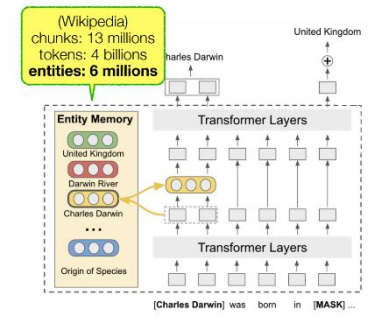 (Wikipedia)
chunks: 13 millions
tokens: 4 billions
entities: 6 millions
United Kingdom
harles Darwin
Entity Memory
United Kingdom
Darwin River
Charles Darwin
...
Origin of Species
Transformer Layers
Transformer Layers
[Charles Darwin] was born in [MASK] ...